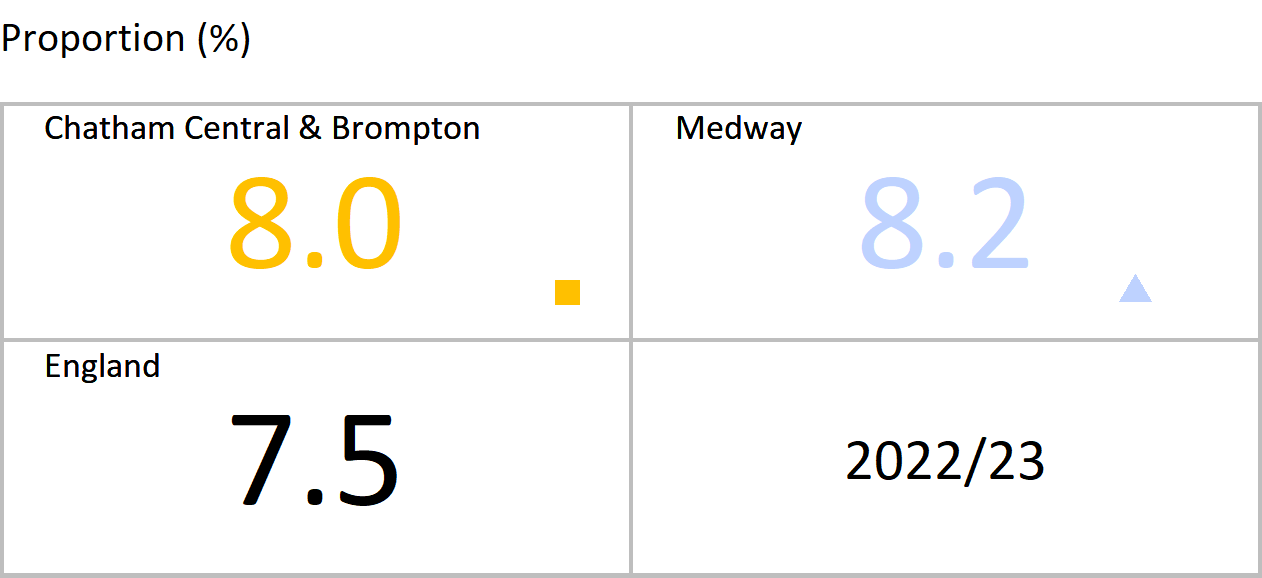 Proportion (%)
Chatham Central & Brompton
8.0
Medway
8.2
England
7.5
2022/23